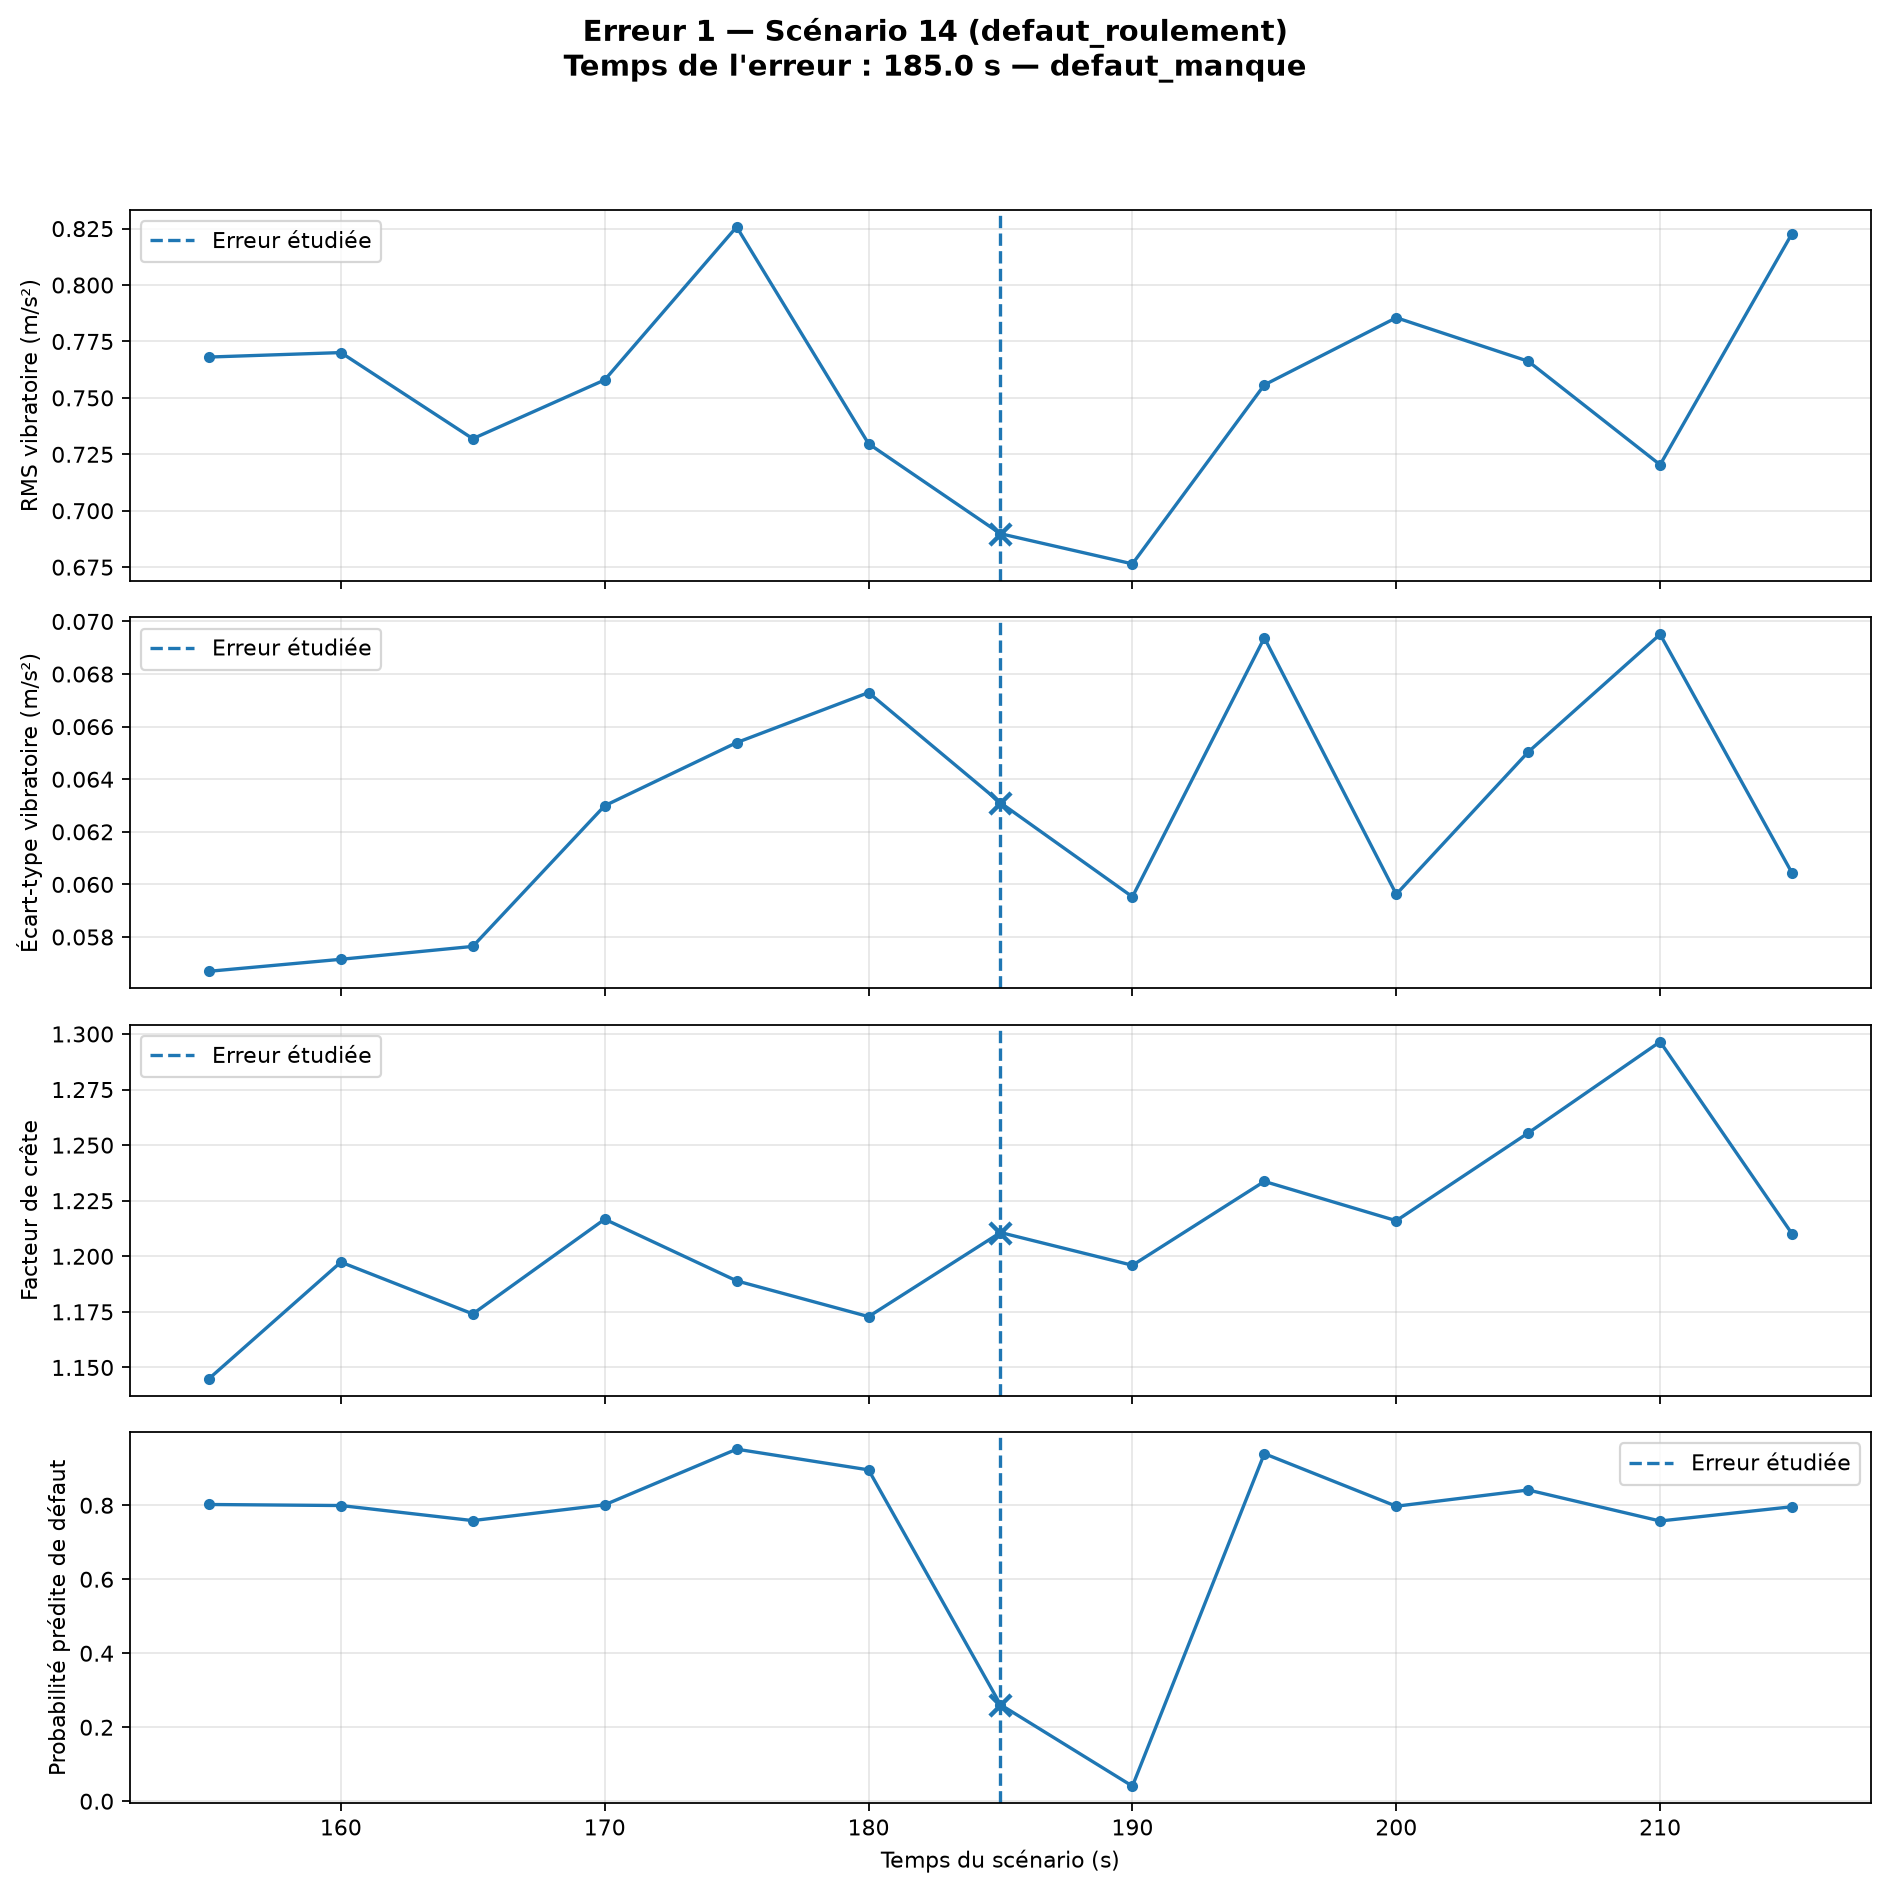 Erreur 1 — Scénario 14 (defaut_roulement)
Temps de l'erreur : 185.0 s — defaut_manque
RMS vibratoire (m/s²)
0.825
0.800
0.775
0.750
0.725
0.700
0.675
Erreur étudiée
Écart-type vibratoire (m/s²)
0.070
0.068
0.066
0.064
0.062
0.060
0.058
Erreur étudiée
Facteur de crête
1.300
1.275
1.250
1.225
1.200
1.175
1.150
Erreur étudiée
Probabilité prédite de défaut
0.8
0.6
0.4
0.2
0.0
Erreur étudiée
160 170 180 190 200 210
Temps du scénario (s)